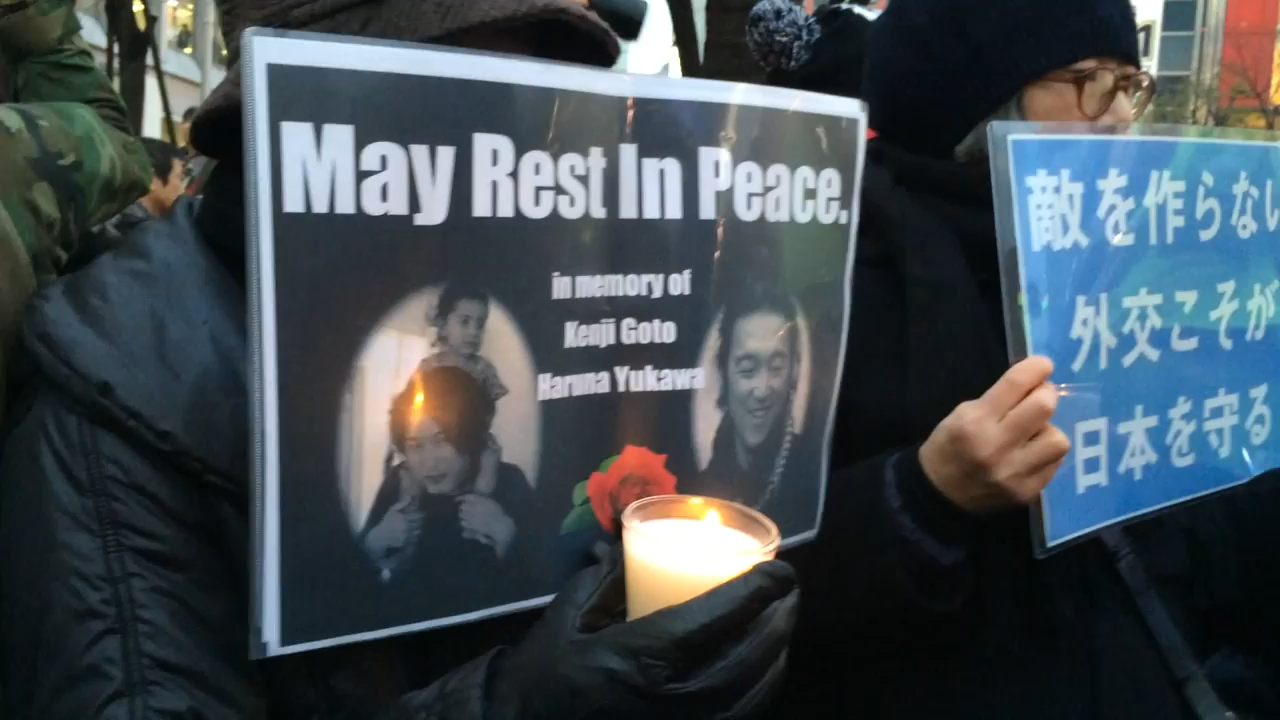 May Rest In Peace.
in memory of
Kenji Goto
Haruna Yukawa
敵を作らない
外交こそが
日本を守る